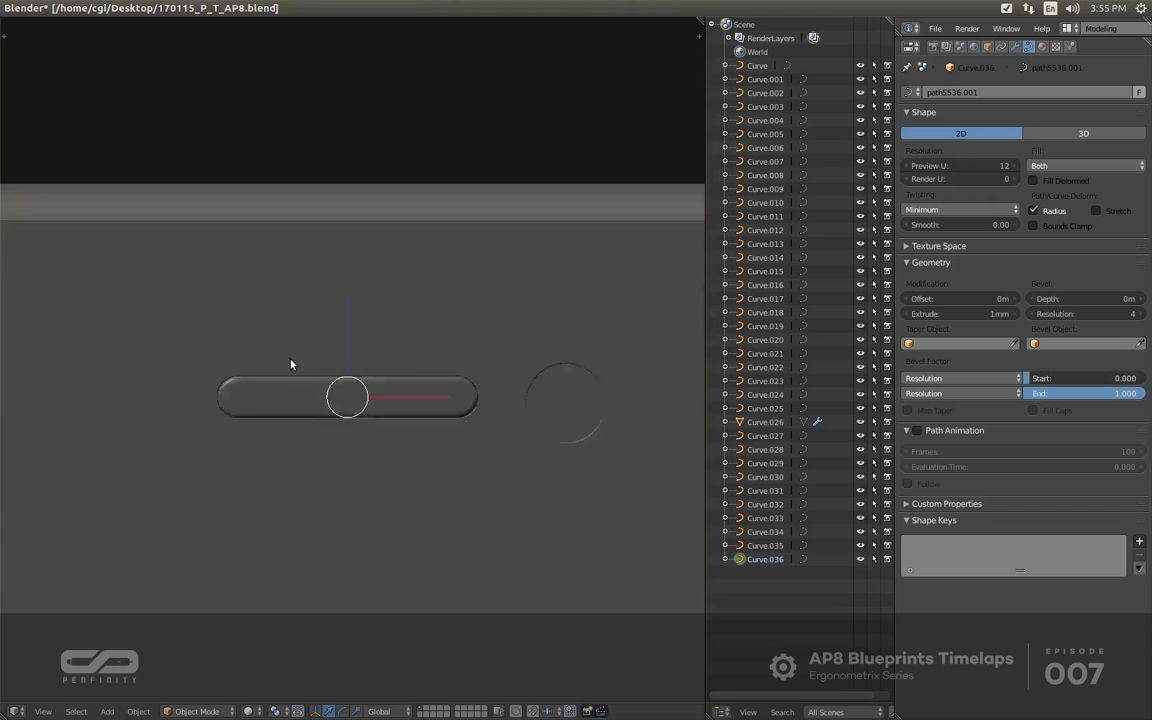 Blender* [/home/cgi/Desktop/170115_P_T_AP8.blend]
En
3:55 PM
Scene
RenderLayers
World
Curve
Curve.001
Curve.002
Curve.003
Curve.004
Curve.005
Curve.006
Curve.007
Curve.008
Curve.009
Curve.010
Curve.011
Curve.012
Curve.013
Curve.014
Curve.015
Curve.016
Curve.017
Curve.018
Curve.019
Curve.020
Curve.021
Curve.022
Curve.023
Curve.024
Curve.025
Curve.026
Curve.027
Curve.028
Curve.029
Curve.030
Curve.031
Curve.032
Curve.033
Curve.034
Curve.035
Curve.036
File Render Window Help Modeling
Curve.036 path5536.001
path5536.001 F
Shape
2D 3D
Resolution: Fill:
Preview U: 12 Both
Render U: 0 Fill Deformed
Twisting: Path/Curve-Deform:
Minimum Radius Stretch
Smooth: 0.00 Bounds Clamp
Texture Space
Geometry
Modification: Bevel:
Offset: 0m Depth: 0m
Extrude: 1mm Resolution: 4
Taper Object: Bevel Object:
Bevel Factor:
Resolution Start: 0.000
Resolution End: 1.000
Map Taper Fill Caps
Path Animation
Frames: 100
Evaluation Time: 0.000
Follow
Custom Properties
Shape Keys
PENFINITY
AP8 Blueprints Timelaps
Ergonometrix Series
EPISODE
007
View Select Add Object Object Mode Global
View Search All Scenes